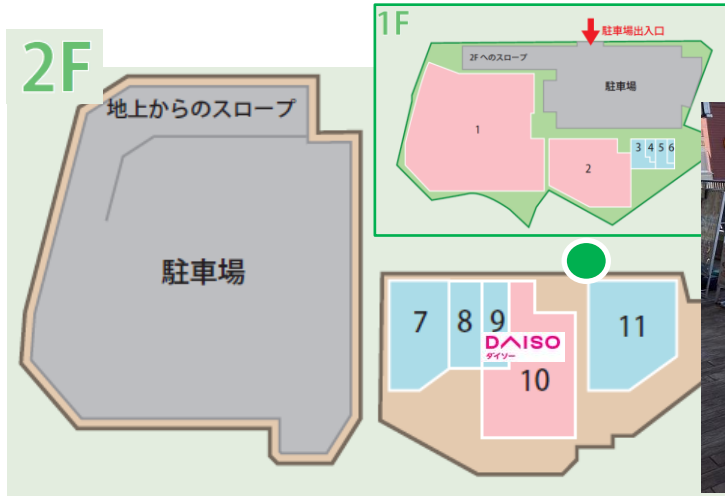 2F
地上からのスロープ
駐車場
1F
駐車場出入口
2Fへのスロープ
駐車場
1
2
3 4 5 6
7
8
9
DAISO
ダイソー
10
11